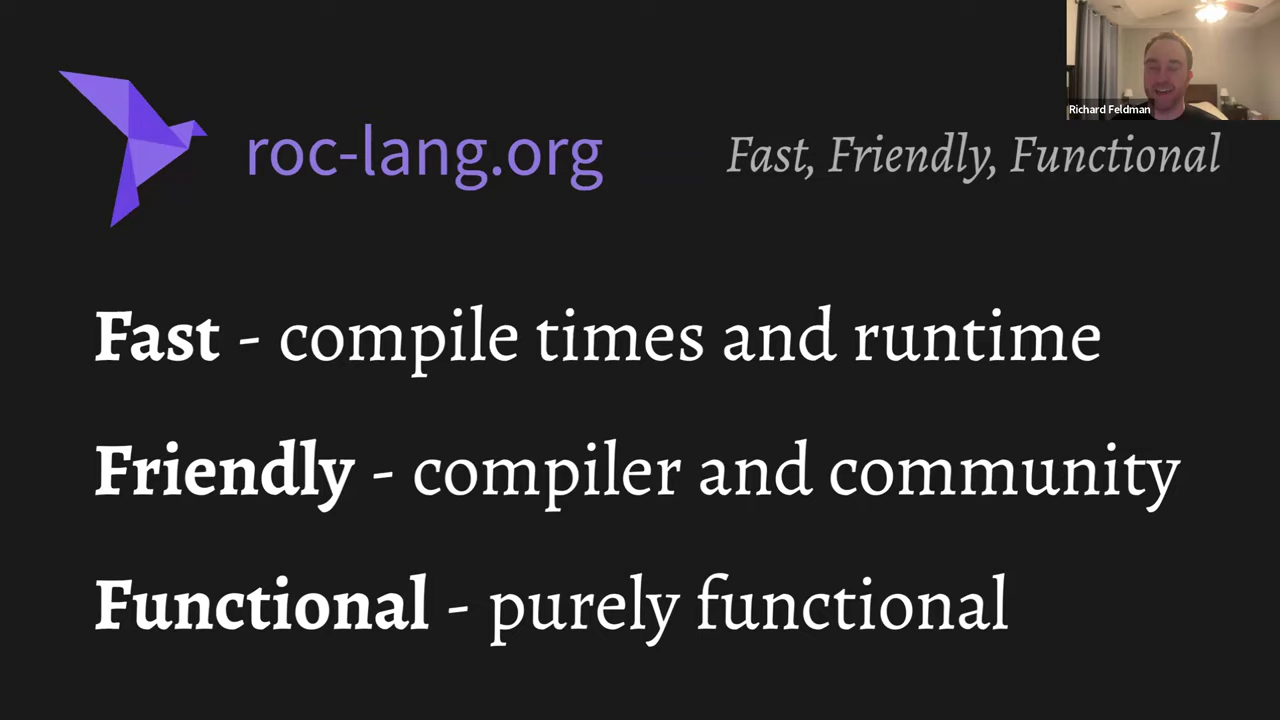 Richard Feldman
roc-lang.org
Fast, Friendly, Functional
Fast - compile times and runtime
Friendly - compiler and community
Functional - purely functional